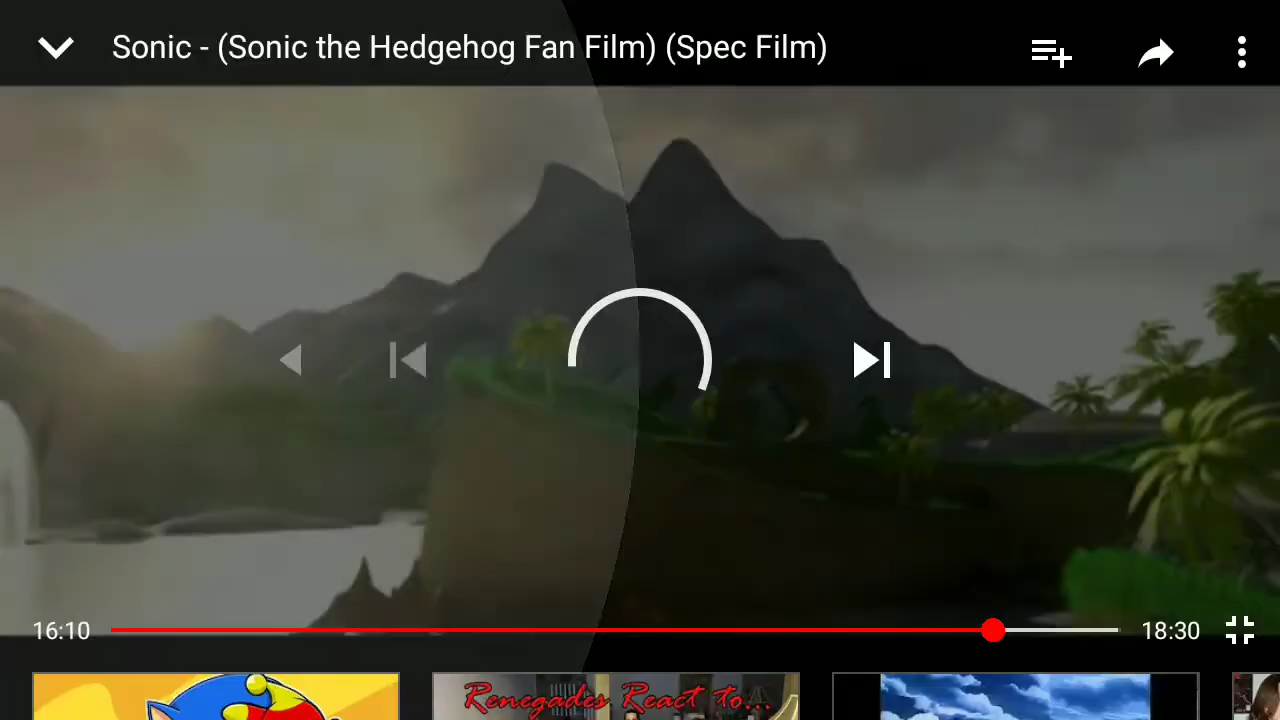 Sonic - (Sonic the Hedgehog Fan Film) (Spec Film)
16:10
18:30
Renegades React to...